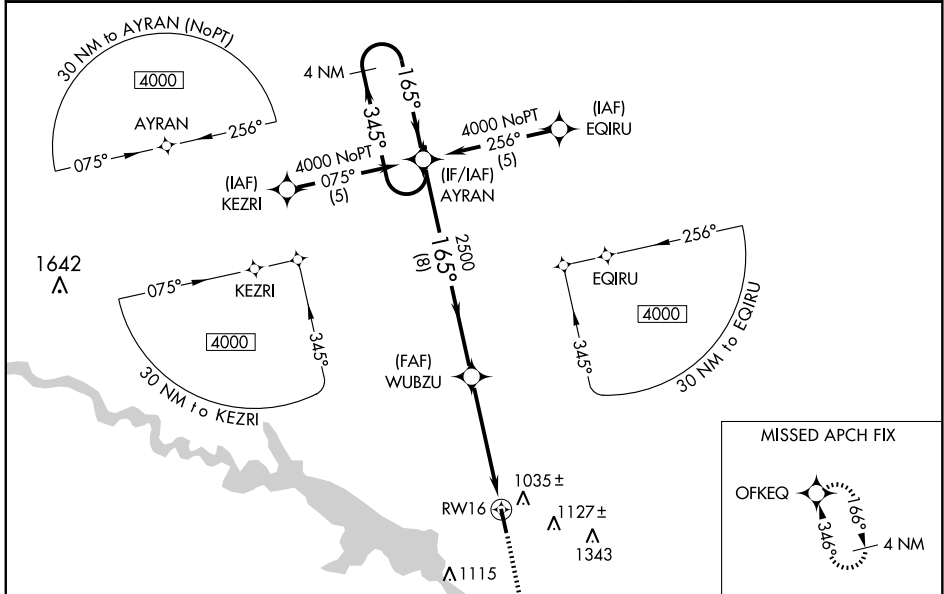 30 NM to AYRAN (NoPT)
4000
AYRAN
075°
256°
4 NM
165°
345°
(IAF)
EQIRU
4000 NoPT
256°
(5)
4000 NoPT
075°
(5)
(IAF)
KEZRI
(IF/IAF)
AYRAN
2500
165°
(8)
1642
075°
KEZRI
4000
345°
30 NM to KEZRI
256°
EQIRU
4000
345°
30 NM to EQIRU
(FAF)
WUBZU
RW16
1035 ±
1127 ±
1343
1115
MISSED APCH FIX
OFKEQ
166°
346°
4 NM